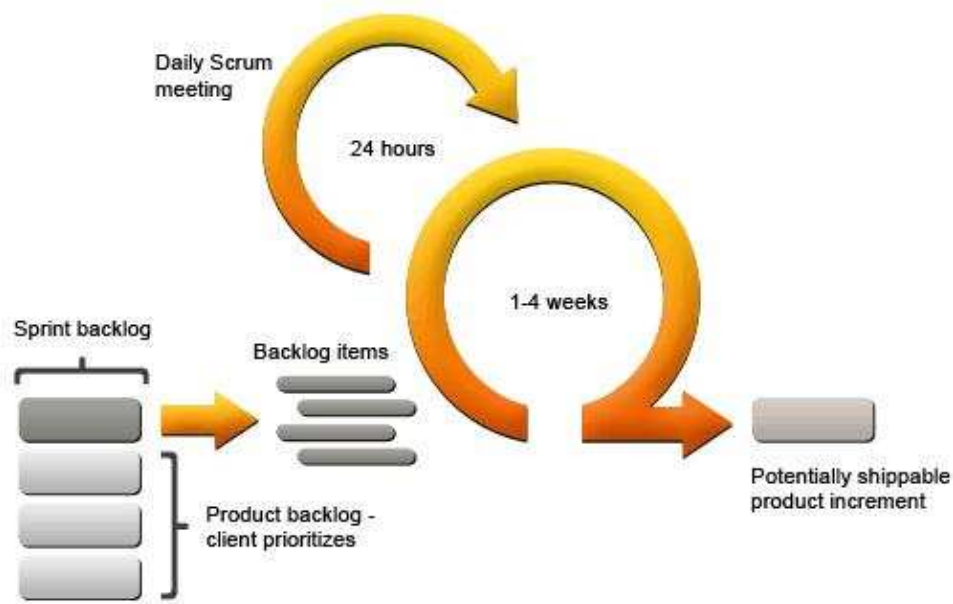 Daily Scrum
meeting
24 hours
1-4 weeks
Sprint backlog
Backlog items
Product backlog -
client prioritizes
Potentially shippable
product increment